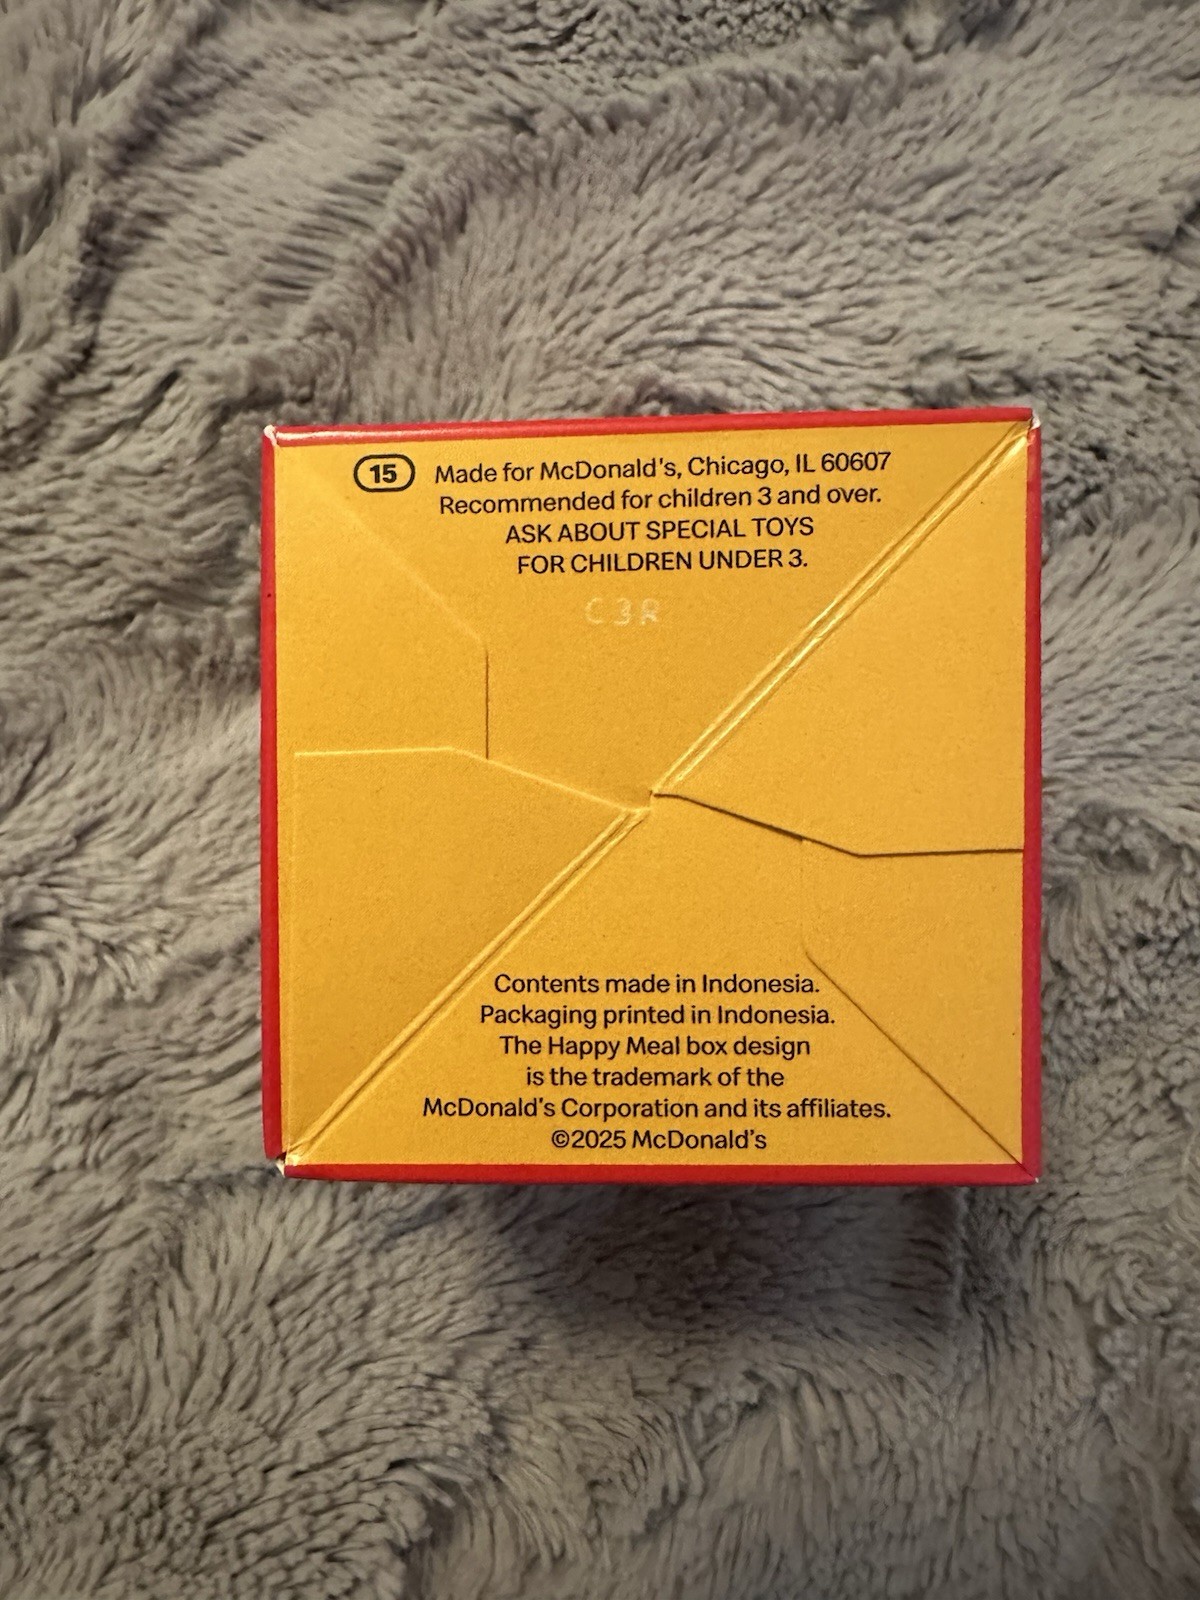 15 Made for McDonald's, Chicago, IL 60607
Recommended for children 3 and over.
ASK ABOUT SPECIAL TOYS
FOR CHILDREN UNDER 3.
C3R
Contents made in Indonesia.
Packaging printed in Indonesia.
The Happy Meal box design
is the trademark of the
McDonald's Corporation and its affiliates.
©2025 McDonald's